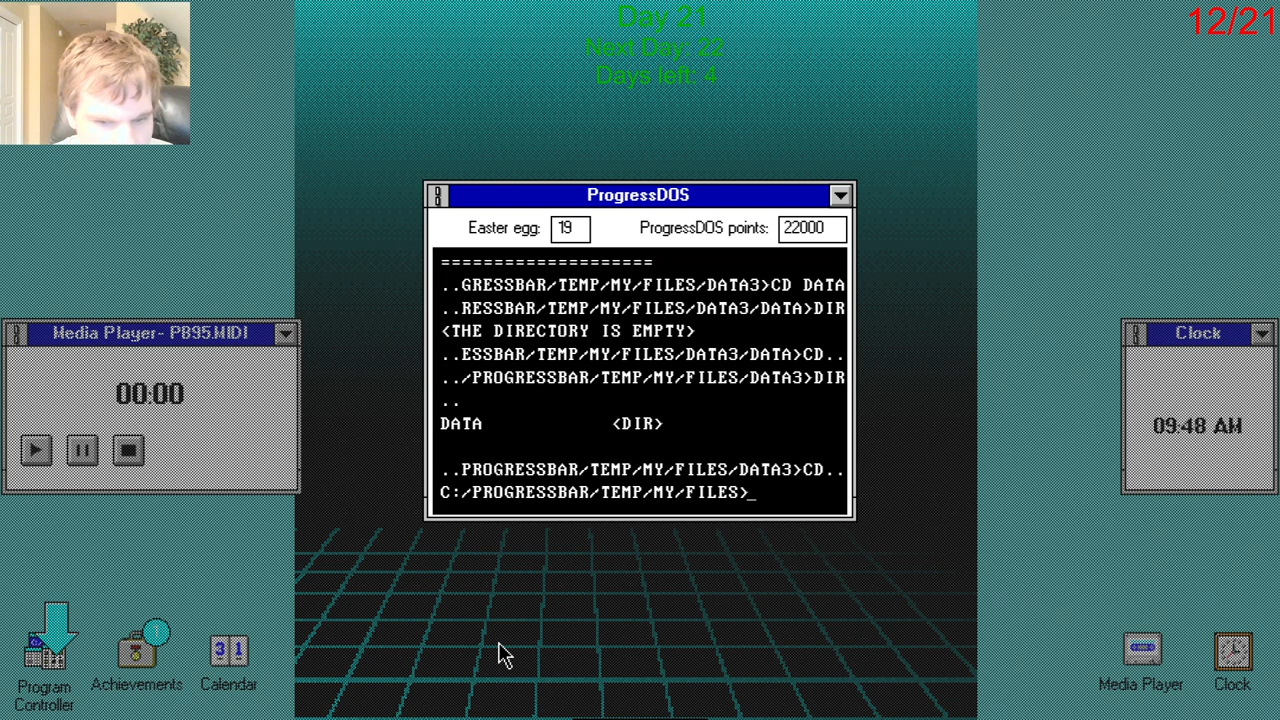 Day 21
Next Day: 22
Days left: 4
12/21
ProgressDOS
Easter egg: 19 ProgressDOS points: 22000
====================
..GRESSBAR/TEMP/MY/FILES/DATA3>CD DATA
..RESSBAR/TEMP/MY/FILES/DATA3/DATA>DIR
<THE DIRECTORY IS EMPTY>
..ESSBAR/TEMP/MY/FILES/DATA3/DATA>CD..
../PROGRESSBAR/TEMP/MY/FILES/DATA3>DIR
..
DATA <DIR>
..PROGRESSBAR/TEMP/MY/FILES/DATA3>CD..
C:/PROGRESSBAR/TEMP/MY/FILES>_
Media Player- PB95.MIDI
00:00
Clock
09:48 AM
Program Controller
1
Achievements
31
Calendar
Media Player
Clock